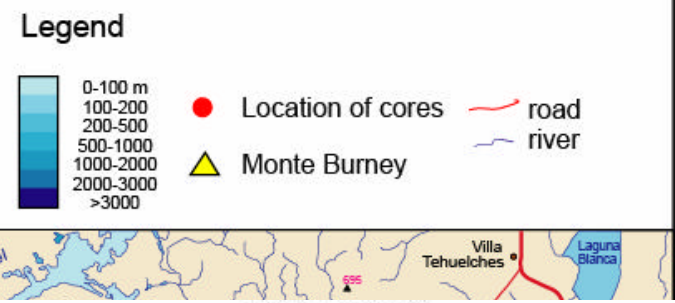 Legend
0-100 m
100-200
200-500
500-1000
1000-2000
2000-3000
>3000
Location of cores
Monte Burney
road
river
Villa
Tehuelches
Laguna
Blanca
695